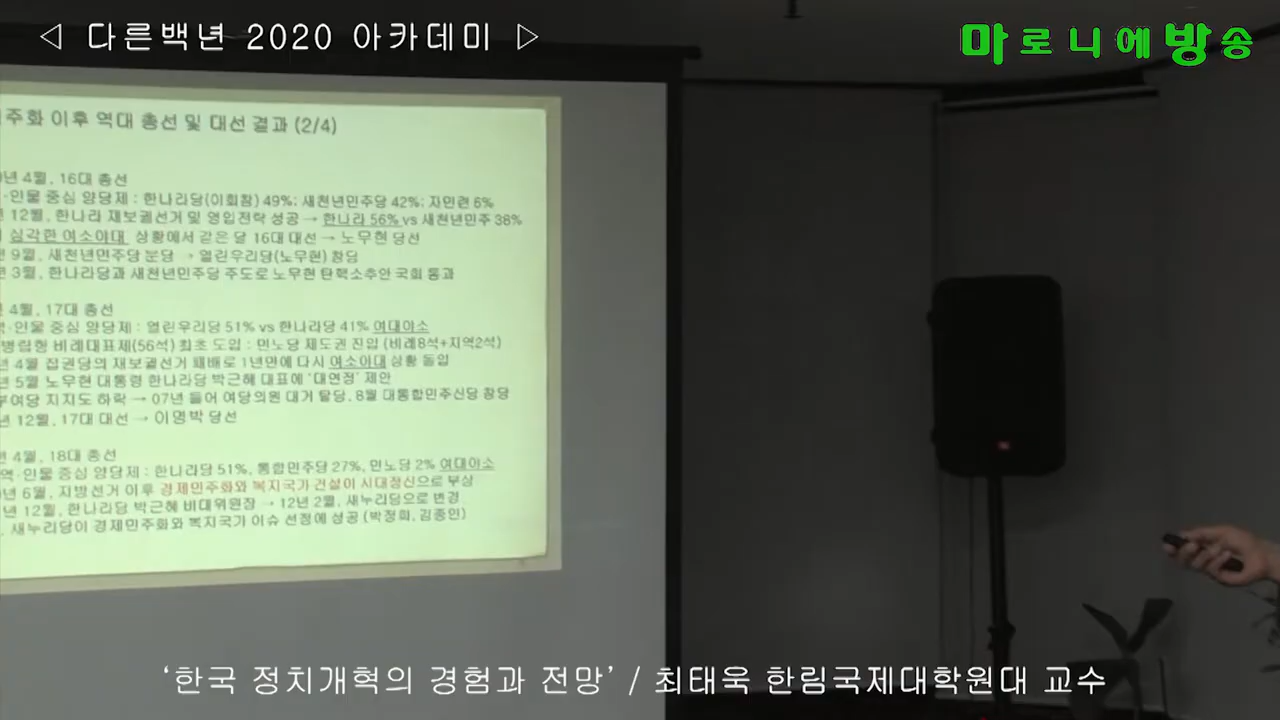 ◁ 다른백년 2020 아카데미 ▷
마로니에방송
주화 이후 역대 총선 및 대선 결과 (2/4)
년 4월, 16대 총선
·인물 중심 양당제 : 한나라당(이회창) 49%; 새천년민주당 42%; 자민련 6%
12월, 한나라 재보궐선거 및 영입전략 성공 → 한나라 56% vs 새천년민주 38%
심각한 여소야대 상황에서 같은 달 16대 대선 → 노무현 당선
년 9월, 새천년민주당 분당 → 열린우리당(노무현) 창당
3월, 한나라당과 새천년민주당 주도로 노무현 탄핵소추안 국회 통과
4월, 17대 총선
·인물 중심 양당제 : 열린우리당 51% vs 한나라당 41% 여대야소
병립형 비례대표제(56석) 최초 도입 : 민노당 제도권 진입 (비례8석+지역2석)
년 4월 집권당의 재보궐선거 패배로 1년만에 다시 여소야대 상황 돌입
년 5월 노무현 대통령 한나라당 박근혜 대표에 '대연정' 제안
부여당 지지도 하락 → 07년 들어 여당의원 대거 탈당, 8월 대통합민주신당 창당
년 12월, 17대 대선 → 이명박 당선
년 4월, 18대 총선
역·인물 중심 양당제 : 한나라당 51%, 통합민주당 27%, 민노당 2% 여대야소
년 6월, 지방선거 이후 경제민주화와 복지국가 건설이 시대정신으로 부상
년 12월, 한나라당 박근혜 비대위원장 → 12년 2월, 새누리당으로 변경
, 새누리당이 경제민주화와 복지국가 이슈 선점에 성공 (박정희, 김종인)
‘한국 정치개혁의 경험과 전망’ / 최태욱 한림국제대학원대 교수